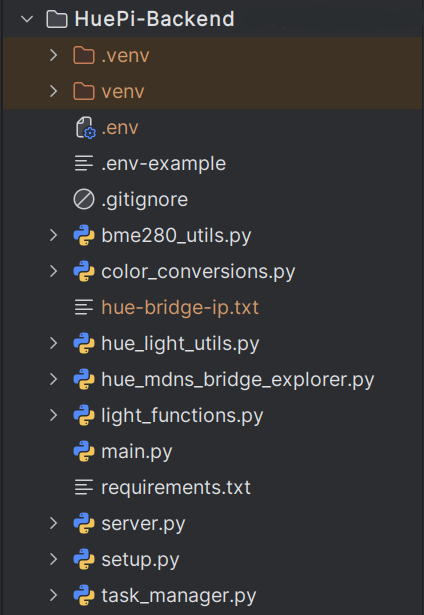 HuePi-Backend
.venv
venv
.env
.env-example
.gitignore
bme280_utils.py
color_conversions.py
hue-bridge-ip.txt
hue_light_utils.py
hue_mdns_bridge_explorer.py
light_functions.py
main.py
requirements.txt
server.py
setup.py
task_manager.py